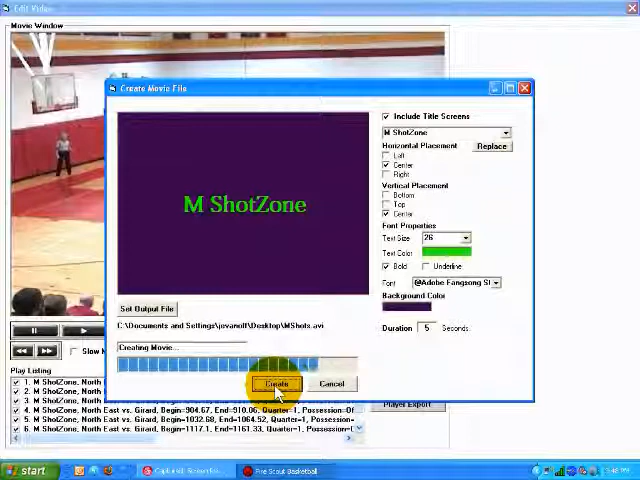 Edit Video
Movie Window
Create Movie File
M ShotZone
Include Title Screens
M ShotZone
Horizontal Placement
Replace
Left
Center
Right
Vertical Placement
Bottom
Top
Center
Font Properties
Text Size 26
Text Color
Bold Underline
Font @Adobe Fangsong St
Background Color
Duration 5 Seconds.
Set Output File
C:\Documents and Settings\jevanoff\Desktop\MShots.avi
Creating Movie...
Create Cancel
Slow M
Play Listing
1. M ShotZone, North E
2. M ShotZone, North E
3. M ShotZone, North E
4. M ShotZone, North East vs. Girard, Begin=904.67, End=910.06, Quarter=1, Possession-Of
5. M ShotZone, North East vs. Girard, Begin=1032.68, End=1064.52, Quarter=1, Possession=
6. M ShotZone, North East vs. Girard, Begin=1117.1, End=1161.33, Quarter=1, Possession=
Player Export
start
Pre Scout Basketball